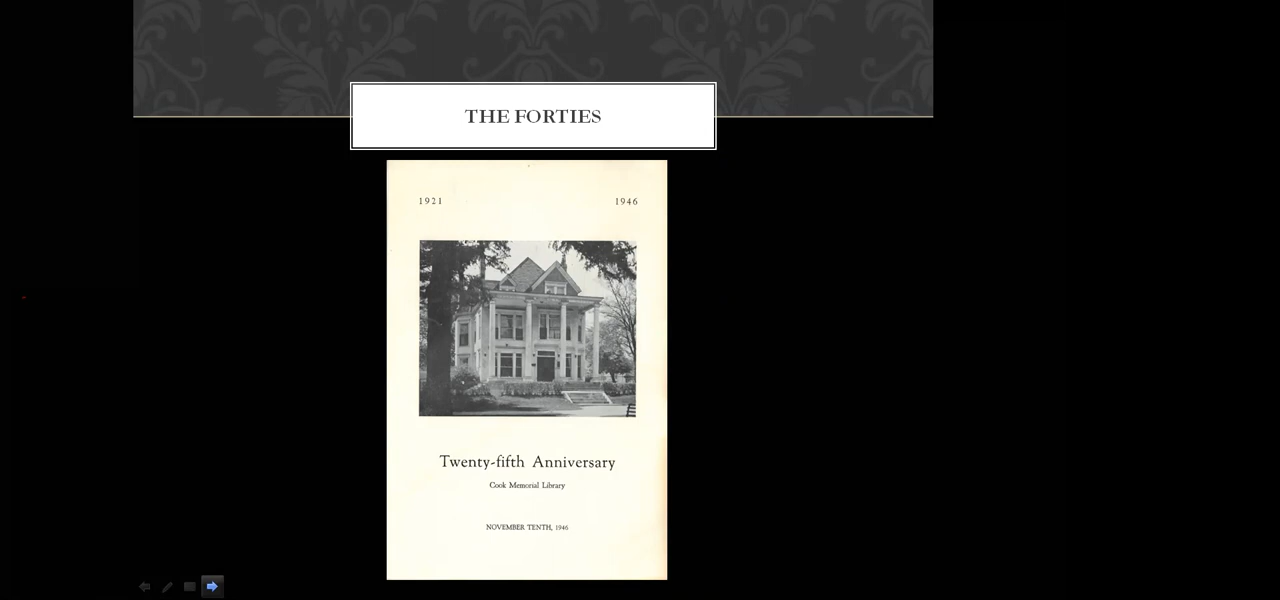 THE FORTIES
1921 1946
Twenty-fifth Anniversary
Cook Memorial Library
NOVEMBER TENTH, 1946